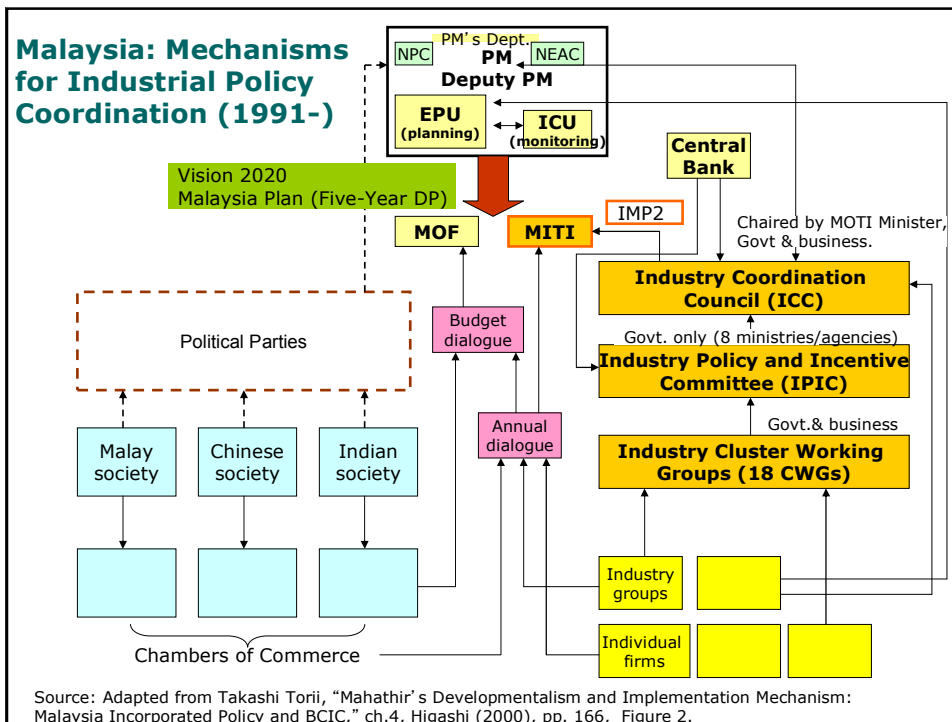 Malaysia: Mechanisms
for Industrial Policy
Coordination (1991-)
PM's Dept.
NPC
PM
NEAC
Deputy PM
EPU
(planning)
ICU
(monitoring)
Central
Bank
Vision 2020
Malaysia Plan (Five-Year DP)
MOF
MITI
IMP2
Chaired by MOTI Minister,
Govt & business.
Industry Coordination
Council (ICC)
Govt. only (8 ministries/agencies)
Industry Policy and Incentive
Committee (IPIC)
Govt.& business
Industry Cluster Working
Groups (18 CWGs)
Political Parties
Budget
dialogue
Annual
dialogue
Malay
society
Chinese
society
Indian
society
Industry
groups
Individual
firms
Chambers of Commerce
Source: Adapted from Takashi Torii, "Mahathir's Developmentalism and Implementation Mechanism:
Malaysia Incorporated Policy and BCIC," ch.4, Higashi (2000), pp. 166, Figure 2.